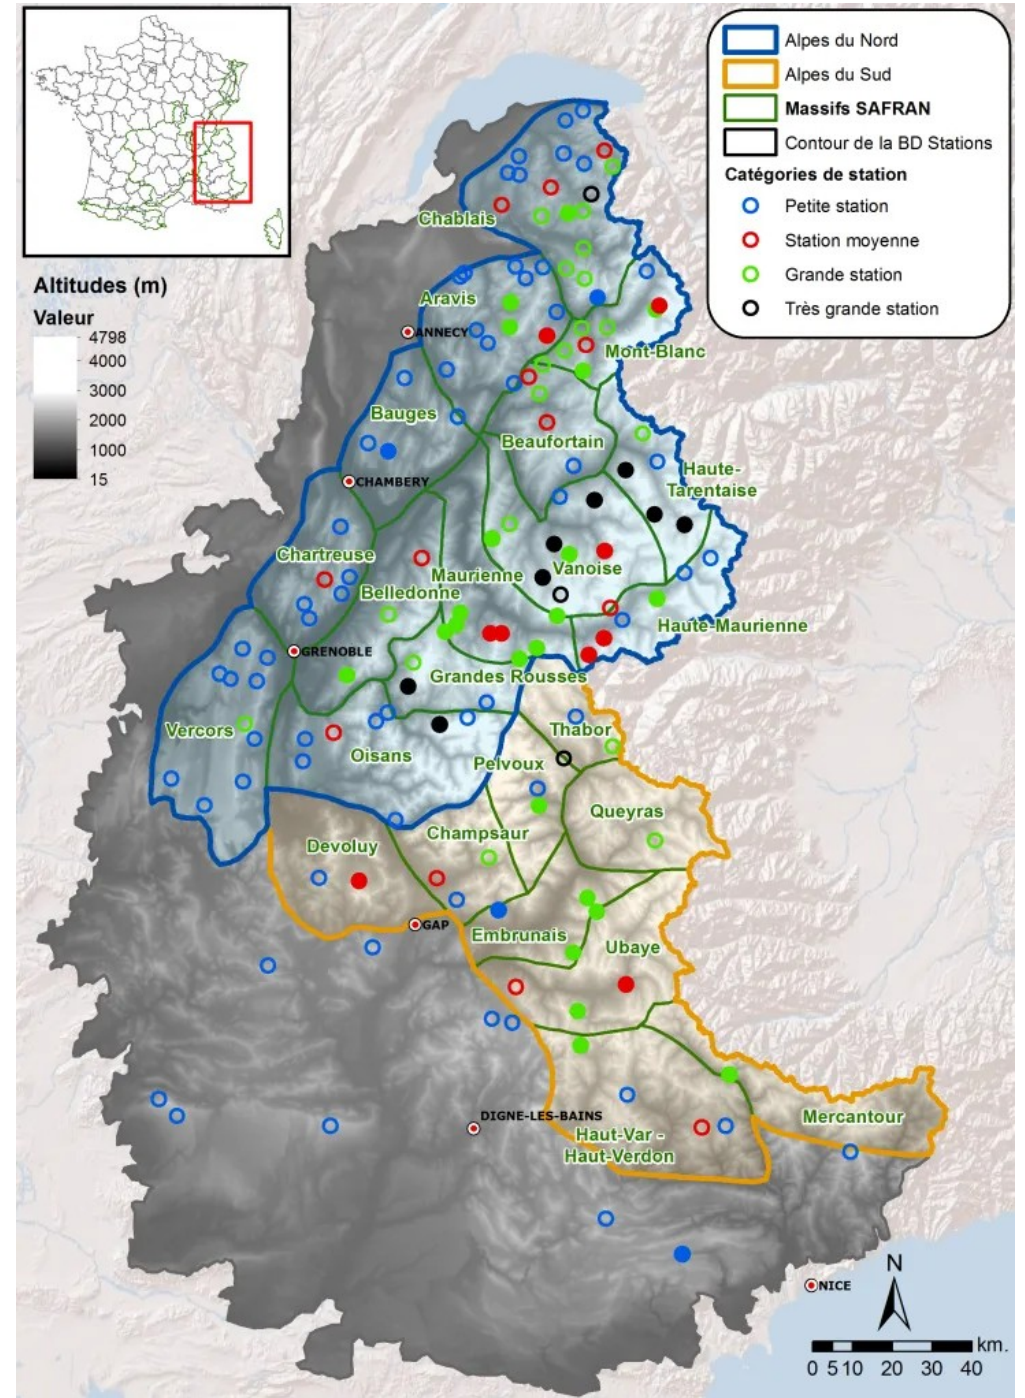 Alpes du Nord
Alpes du Sud
Massifs SAFRAN
Contour de la BD Stations
Catégories de station
Petite station
Station moyenne
Grande station
Très grande station
Altitudes (m)
Valeur
4798
4000
3000
2000
1000
15
Chablais
Aravis
ANNECY
Mont-Blanc
Bauges
Beaufortain
CHAMBERY
Haute-
Tarentaise
Chartreuse
Maurienne
Vanoise
Belledonne
Haute-Maurienne
GRENOBLE
Grandes Rousses
Vercors
Thabor
Oisans
Pelvoux
Queyras
Champsaur
Devoluy
GAP
Embrunais
Ubaye
DIGNE-LES-BAINS
Mercantour
Haut-Var -
Haut-Verdon
N
NICE
km.
0 5 10 20 30 40